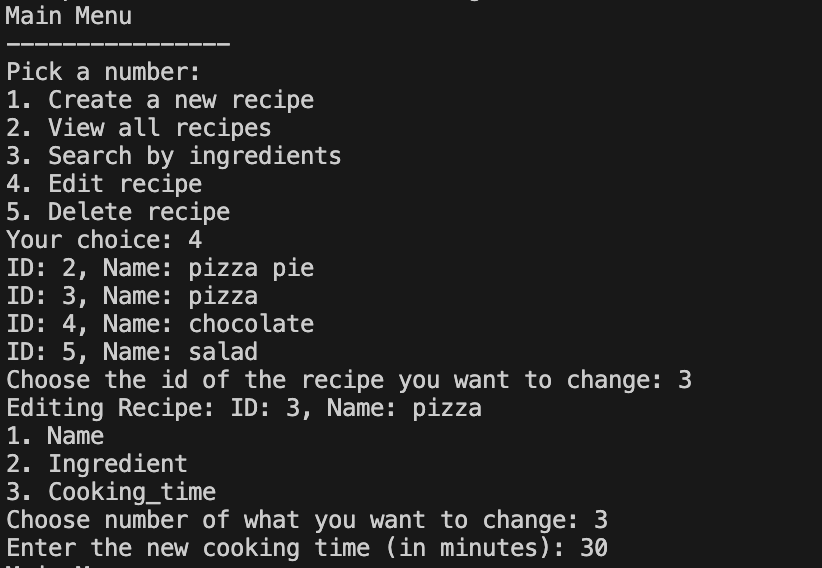 Main Menu
----------------
Pick a number:
1. Create a new recipe
2. View all recipes
3. Search by ingredients
4. Edit recipe
5. Delete recipe
Your choice: 4
ID: 2, Name: pizza pie
ID: 3, Name: pizza
ID: 4, Name: chocolate
ID: 5, Name: salad
Choose the id of the recipe you want to change: 3
Editing Recipe: ID: 3, Name: pizza
1. Name
2. Ingredient
3. Cooking_time
Choose number of what you want to change: 3
Enter the new cooking time (in minutes): 30